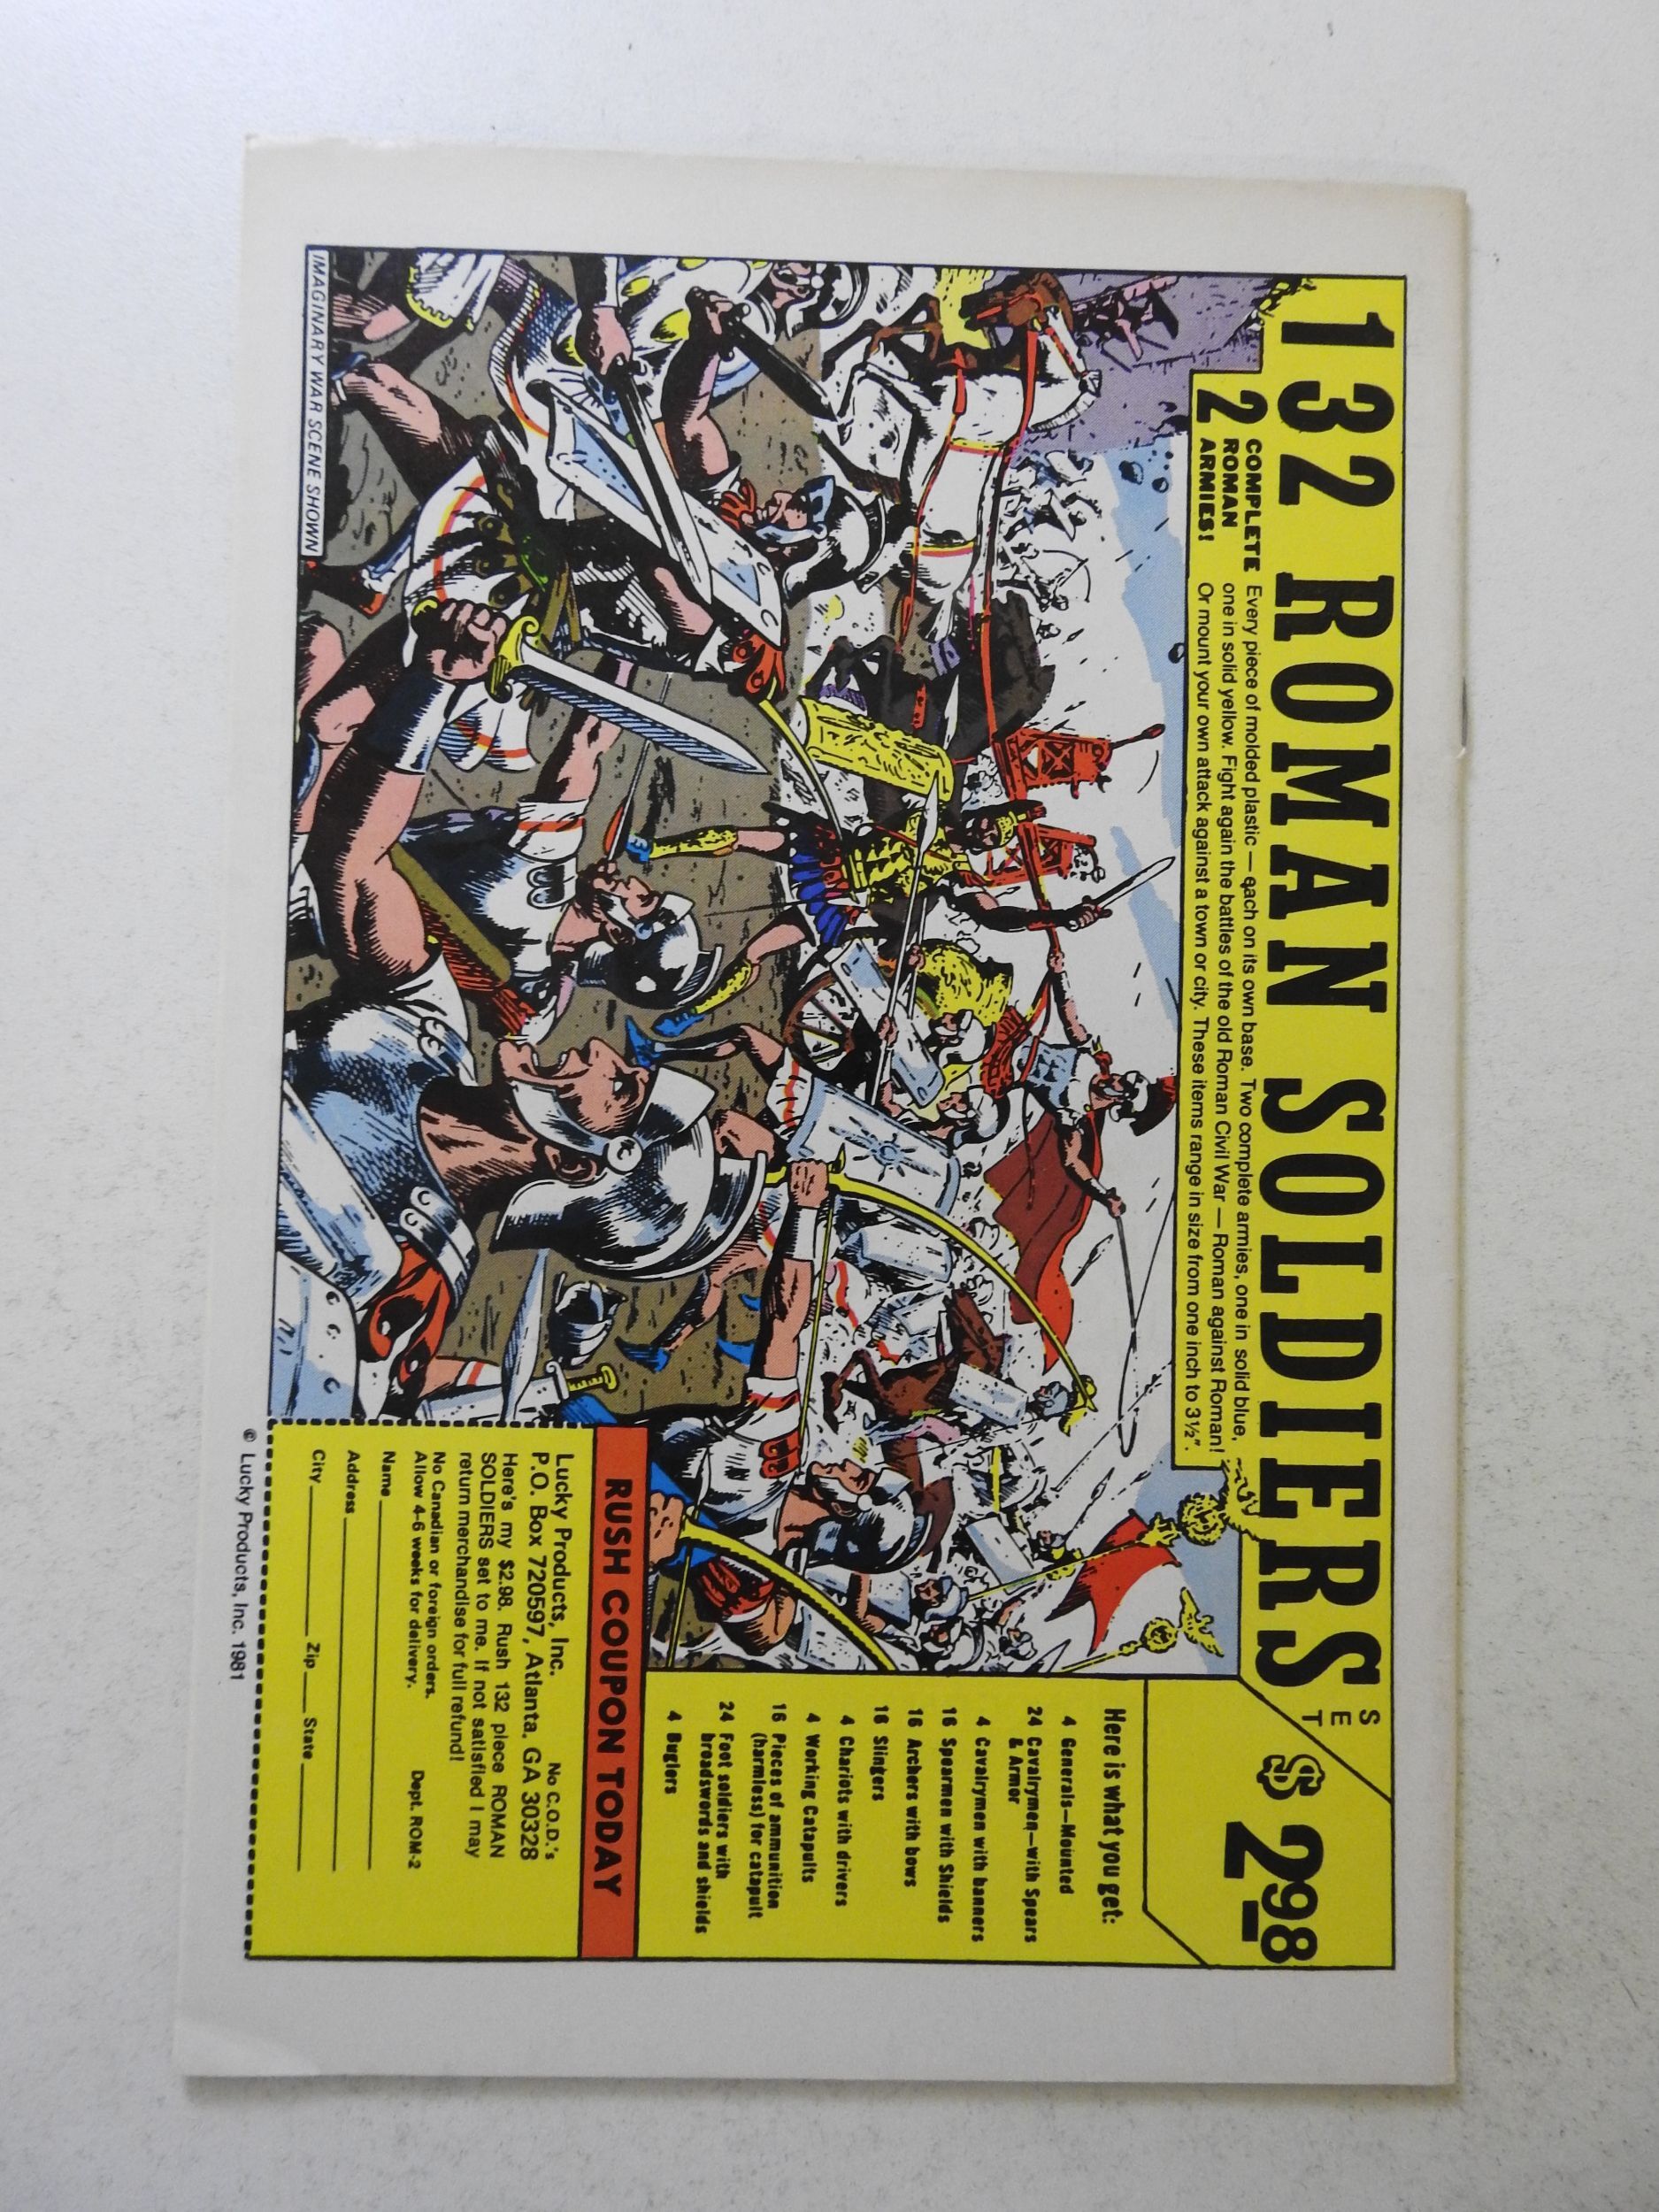 132 ROMAN SOLDIERS SET
$2.98
2 COMPLETE
ROMAN
ARMIES!
Every piece of molded plastic — each on its own base. Two complete armies, one in solid blue,
one in solid yellow. Fight again the battles of the old Roman Civil War — Roman against Roman!
Or mount your own attack against a town or city. These items range in size from one inch to 3½".
Here is what you get:
4 Generals—Mounted
24 Cavalrymen—with Spears
& Armor
4 Cavalrymen with banners
16 Spearmen with Shields
16 Archers with bows
16 Slingers
4 Chariots with drivers
4 Working Catapults
16 Pieces of ammunition
(harmless) for catapult
24 Foot soldiers with
broadswords and shields
4 Buglers
IMAGINARY WAR SCENE SHOWN
RUSH COUPON TODAY
Lucky Products, Inc. No C.O.D.'s
P.O. Box 720597, Atlanta, GA 30328
Here's my $2.98. Rush 132 piece ROMAN
SOLDIERS set to me. If not satisfied I may
return merchandise for full refund!
No Canadian or foreign orders.
Allow 4-6 weeks for delivery. Dept. ROM-2
Name
Address
City Zip State
© Lucky Products, Inc. 1981